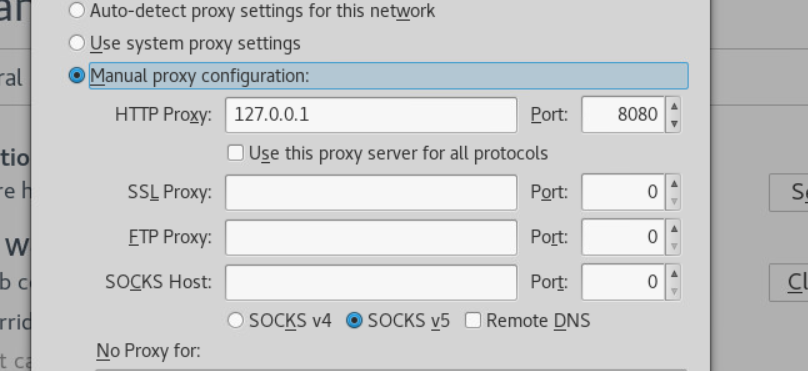 Auto-detect proxy settings for this network
Use system proxy settings
ral
Manual proxy configuration:
HTTP Proxy: 127.0.0.1 Port: 8080
tio
Use this proxy server for all protocols
re h
SSL Proxy: Port: 0
w
FTP Proxy: Port: 0
b c
SOCKS Host: Port: 0
Cl
rrid
SOCKS v4 SOCKS v5 Remote DNS
t ca
No Proxy for: